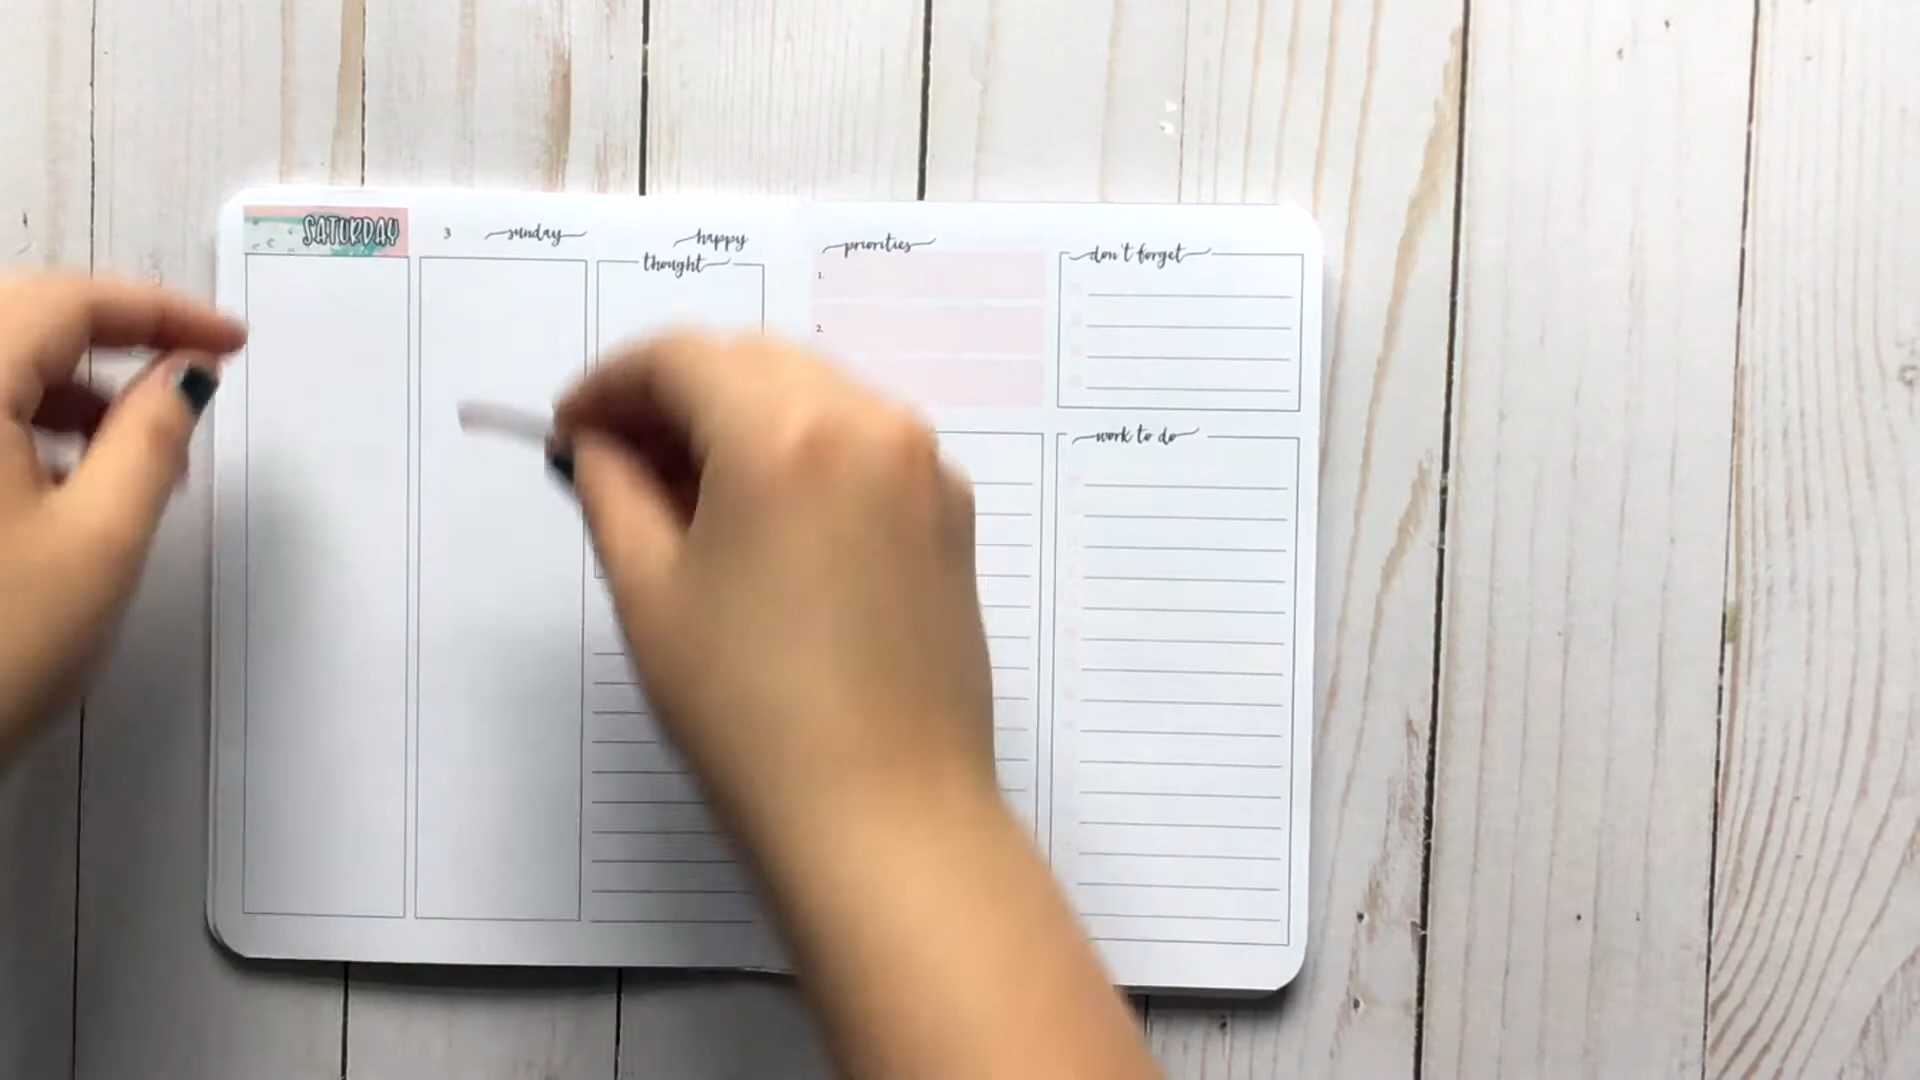 SATURDAY
3 sunday
happy
thought
priorities
1.
2.
don't forget
work to do